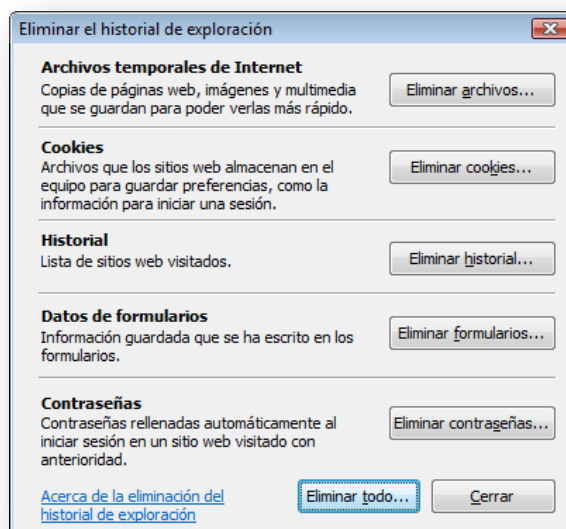 Eliminar el historial de exploración
Archivos temporales de Internet
Copias de páginas web, imágenes y multimedia
que se guardan para poder verlas más rápido.
Eliminar archivos...
Cookies
Archivos que los sitios web almacenan en el
equipo para guardar preferencias, como la
información para iniciar una sesión.
Eliminar cookies...
Historial
Lista de sitios web visitados.
Eliminar historial...
Datos de formularios
Información guardada que se ha escrito en los
formularios.
Eliminar formularios...
Contraseñas
Contraseñas rellenadas automáticamente al
iniciar sesión en un sitio web visitado con
anterioridad.
Eliminar contraseñas...
Acerca de la eliminación del
historial de exploración
Eliminar todo...
Cerrar